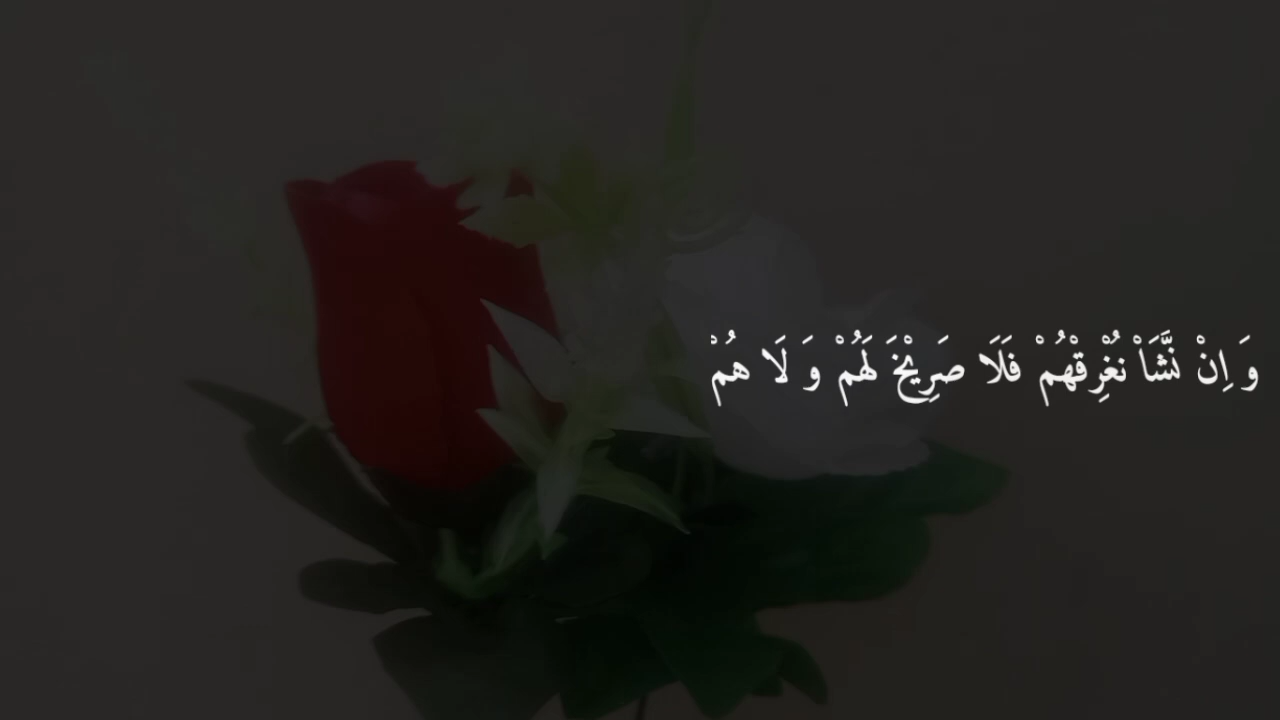 وَ اِنْ نَّشَاْ نُغْرِقْهُمْ فَلَا صَرِيْخَ لَهُمْ وَ لَا هُمْ